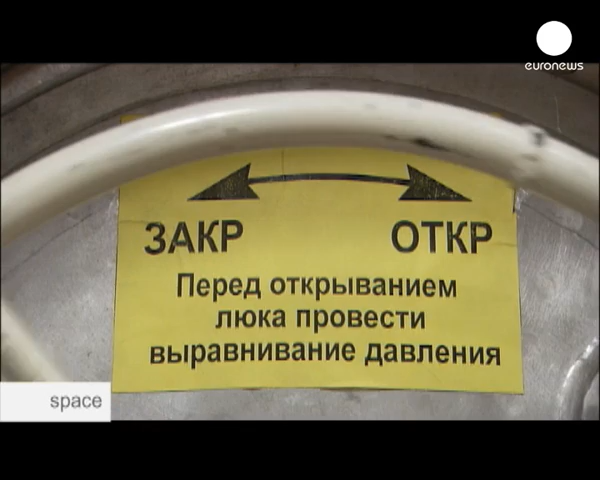 euronews
ЗАКР ОТКР
Перед открыванием
люка провести
выравнивание давления
space